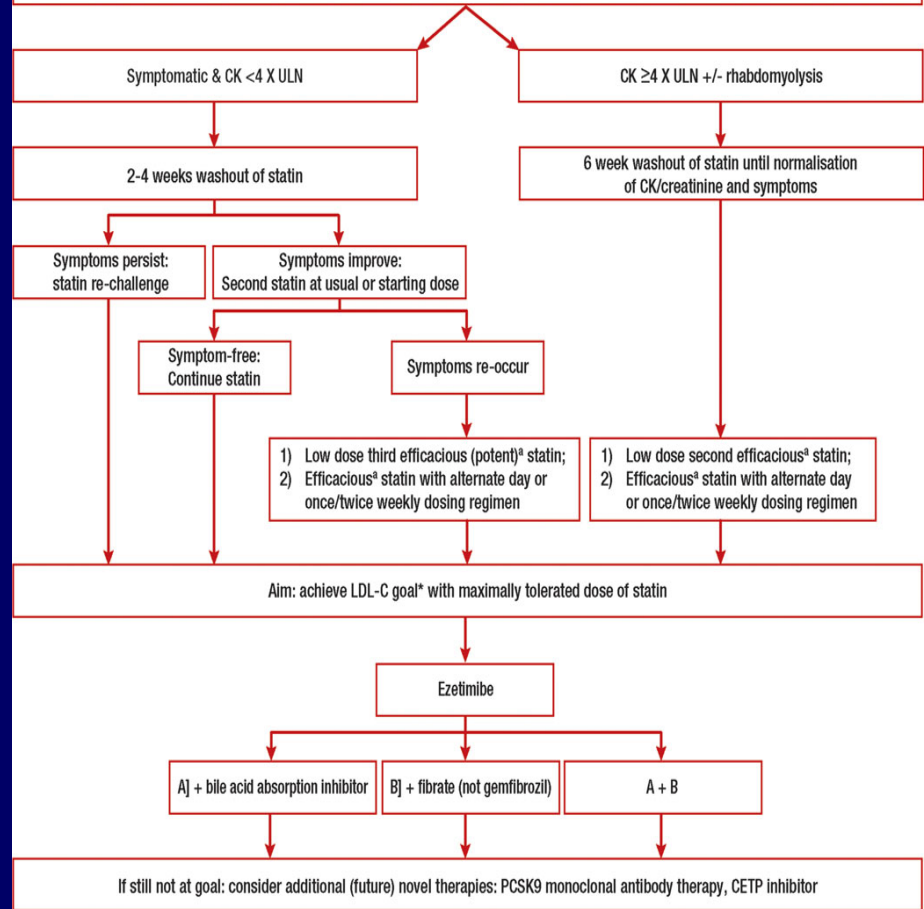 Symptomatic & CK <4 X ULN
CK ≥4 X ULN +/- rhabdomyolysis
2-4 weeks washout of statin
6 week washout of statin until normalisation
of CK/creatinine and symptoms
Symptoms persist:
statin re-challenge
Symptoms improve:
Second statin at usual or starting dose
Symptom-free:
Continue statin
Symptoms re-occur
1) Low dose third efficacious (potent)ᵃ statin;
2) Efficaciousᵃ statin with alternate day or
once/twice weekly dosing regimen
1) Low dose second efficaciousᵃ statin;
2) Efficaciousᵃ statin with alternate day
or once/twice weekly dosing regimen
Aim: achieve LDL-C goal* with maximally tolerated dose of statin
Ezetimibe
A] + bile acid absorption inhibitor
B] + fibrate (not gemfibrozil)
A + B
If still not at goal: consider additional (future) novel therapies: PCSK9 monoclonal antibody therapy, CETP inhibitor